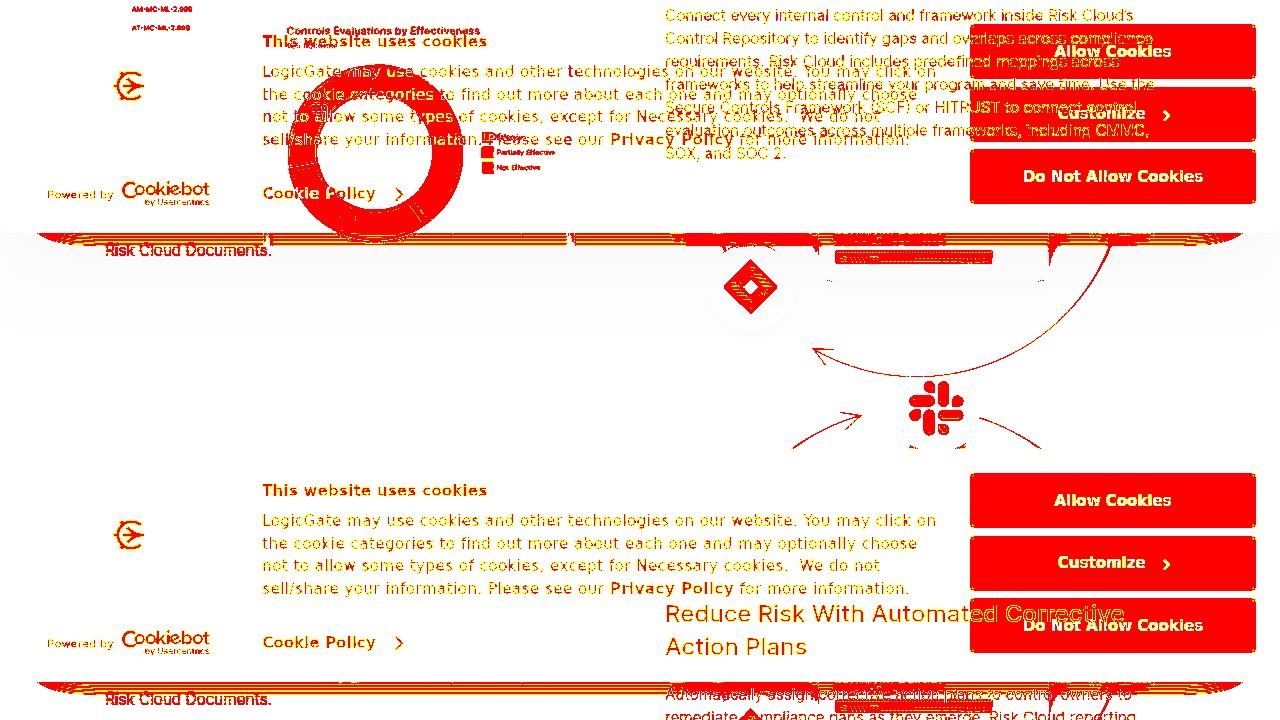 AM-MC-ML-2.999
AT-MC-ML-2.999
Controls Evaluations by Effectiveness
This website uses cookies
LogicGate may use cookies and other technologies on our website. You may click on
the cookie categories to find out more about each one and may optionally choose
not to allow some types of cookies, except for Necessary cookies.  We do not
sell/share your information. Please see our Privacy Policy for more information.
Partially Effective
Not Effective
Powered by Cookiebot
by Usercentrics
Cookie Policy
Connect every internal control and framework inside Risk Cloud's
Control Repository to identify gaps and overlaps across compliance
requirements. Risk Cloud includes predefined mappings across
frameworks to help streamline your program and save time. Use the
Secure Controls Framework (SCF) or HITRUST to connect control
evaluation outcomes across multiple frameworks, including CMMC,
SOX, and SOC 2.
Allow Cookies
Customize
Do Not Allow Cookies
Risk Cloud Documents.
This website uses cookies
LogicGate may use cookies and other technologies on our website. You may click on
the cookie categories to find out more about each one and may optionally choose
not to allow some types of cookies, except for Necessary cookies.  We do not
sell/share your information. Please see our Privacy Policy for more information.
Powered by Cookiebot
by Usercentrics
Cookie Policy
Allow Cookies
Customize
Do Not Allow Cookies
Reduce Risk With Automated Corrective
Action Plans
Risk Cloud Documents.
Automatically assign corrective action plans to control owners to
remediate compliance gaps as they emerge. Risk Cloud reporting